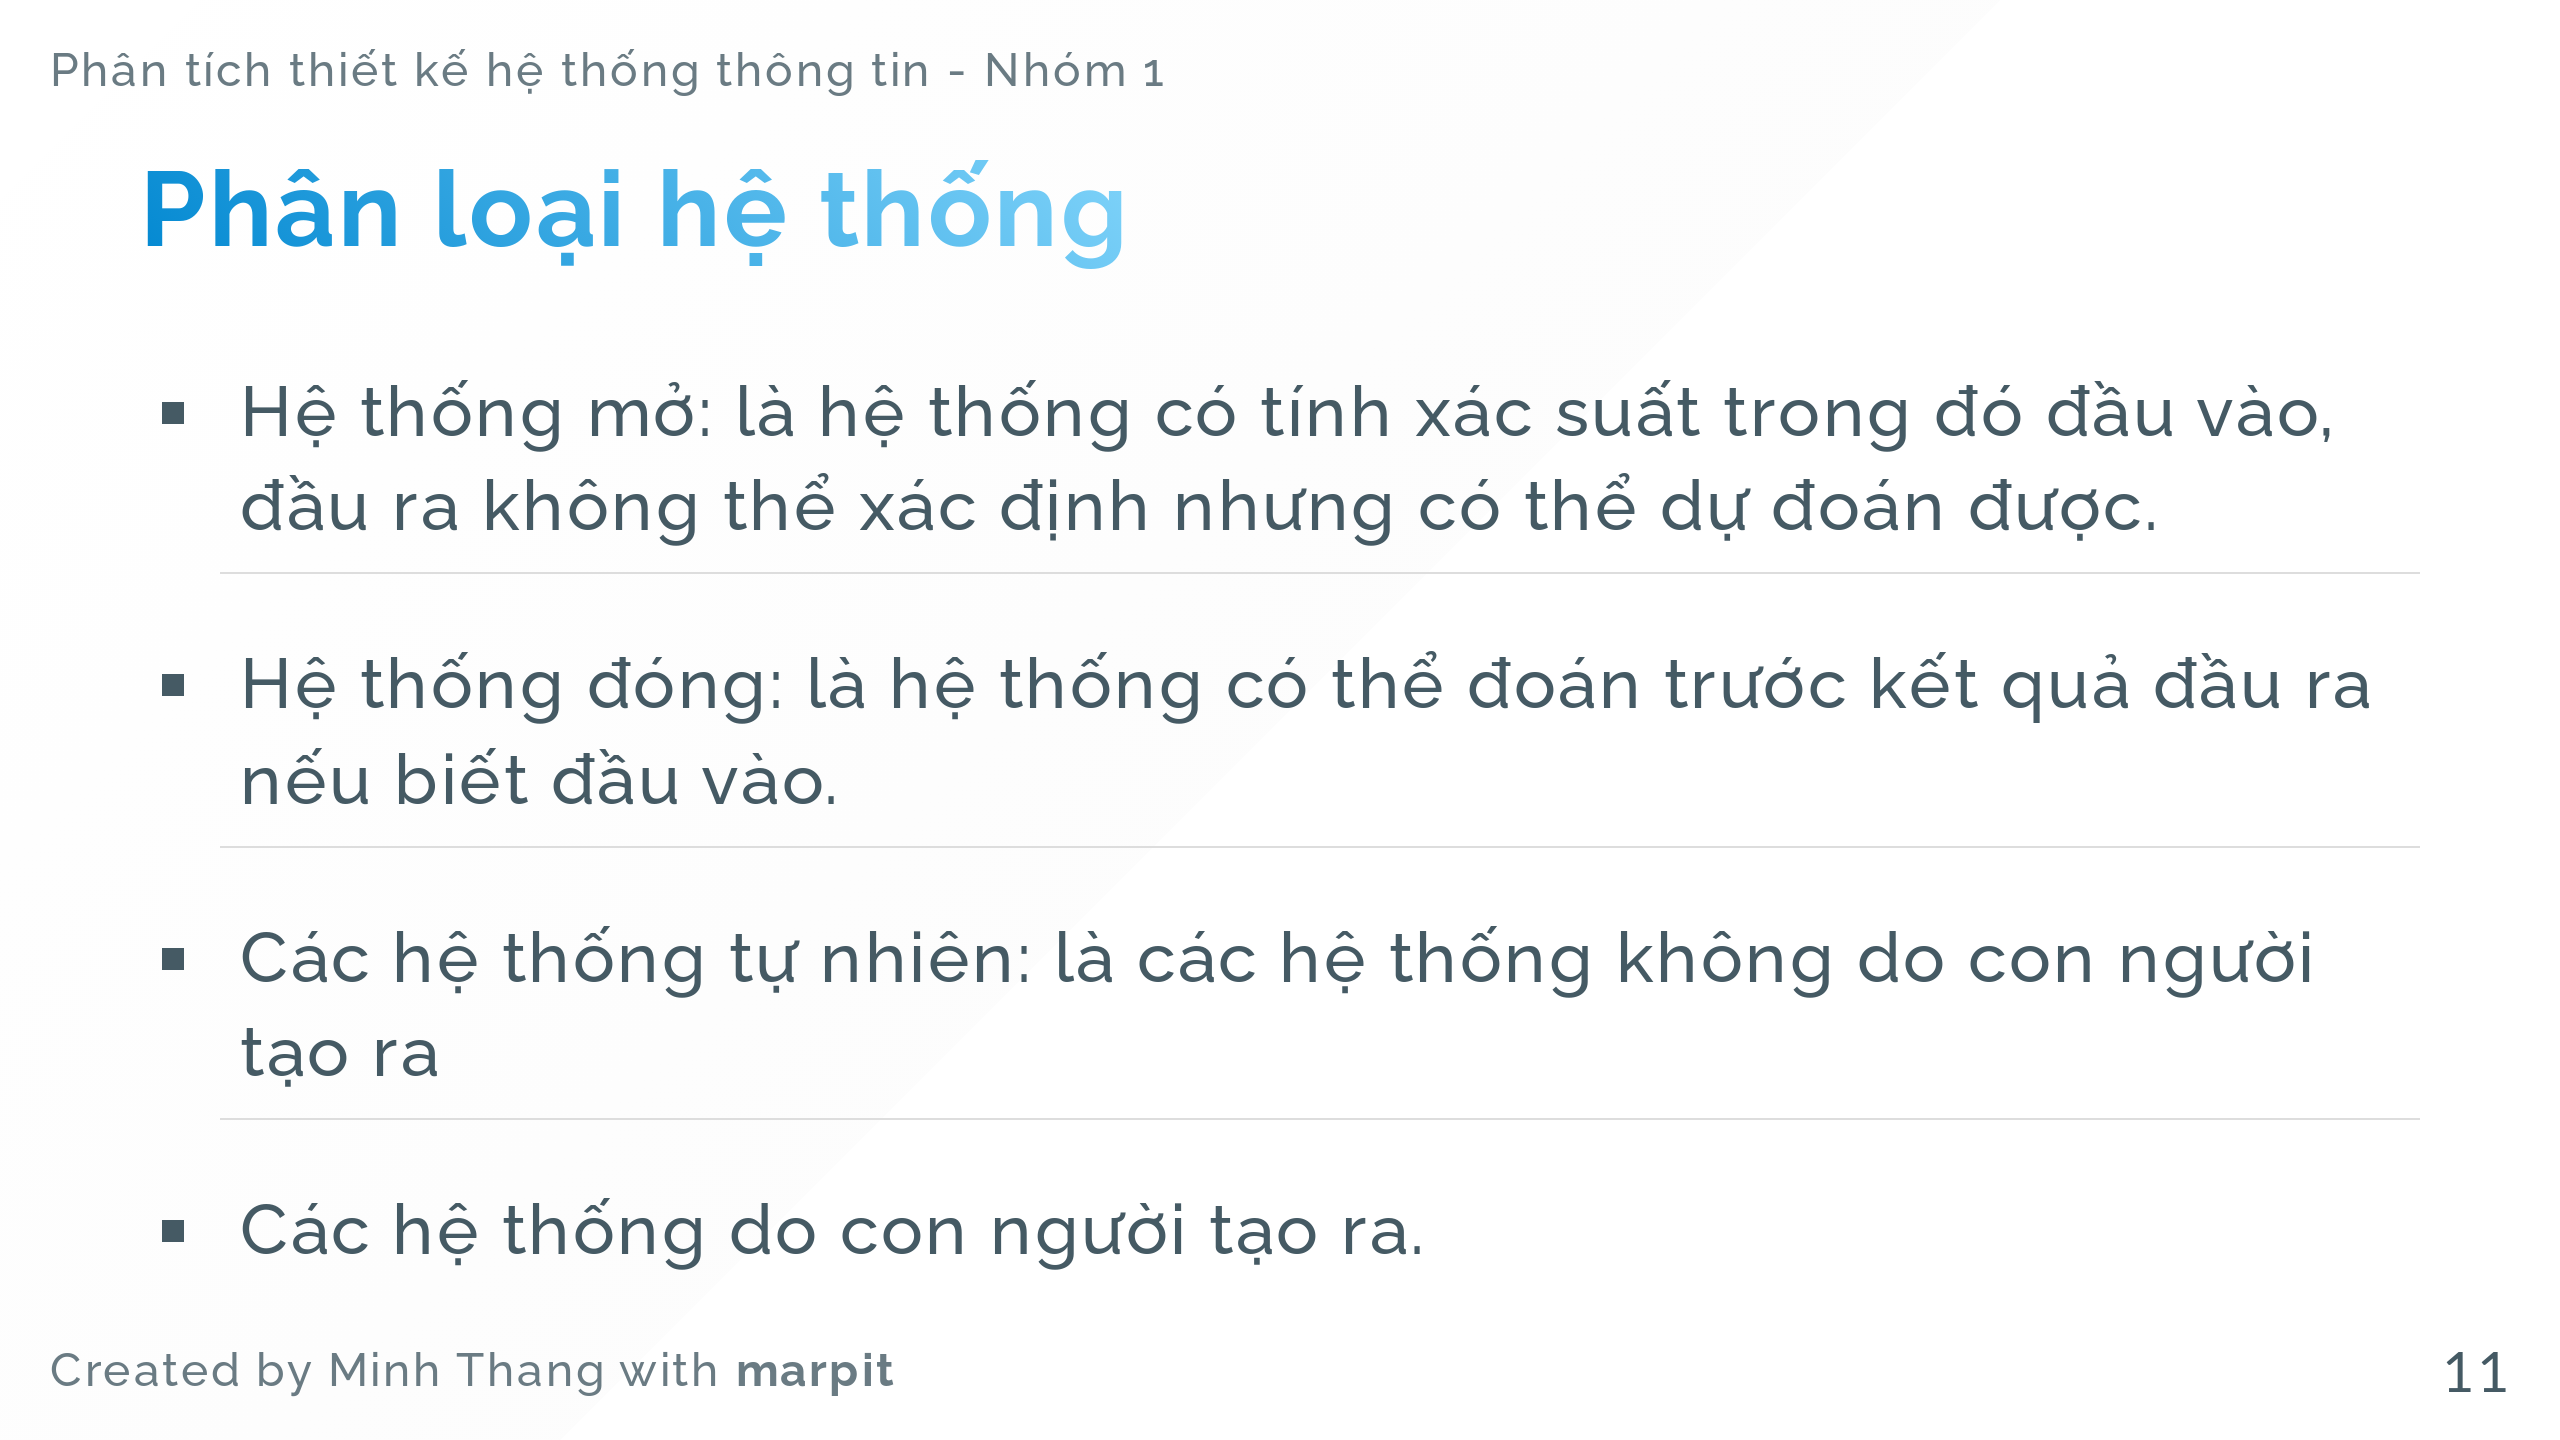 Phân tích thiết kế hệ thống thông tin - Nhóm 1
Phân loại hệ thống
▪ Hệ thống mở: là hệ thống có tính xác suất trong đó đầu vào,
đầu ra không thể xác định nhưng có thể dự đoán được.
▪ Hệ thống đóng: là hệ thống có thể đoán trước kết quả đầu ra
nếu biết đầu vào.
▪ Các hệ thống tự nhiên: là các hệ thống không do con người
tạo ra
▪ Các hệ thống do con người tạo ra.
Created by Minh Thang with marpit
11